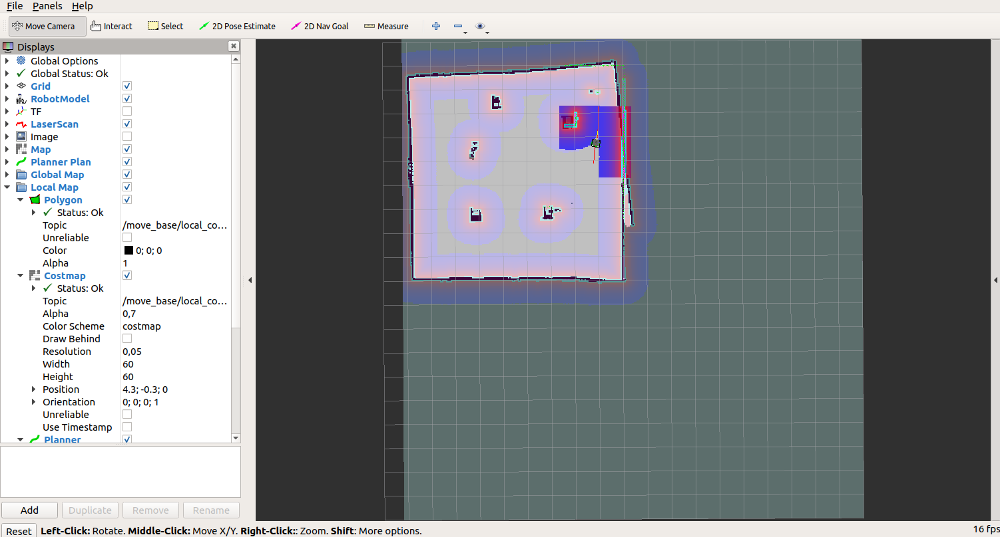 File Panels Help
Move Camera Interact Select 2D Pose Estimate 2D Nav Goal Measure
Displays
Global Options
Global Status: Ok
Grid
RobotModel
TF
LaserScan
Image
Map
Planner Plan
Global Map
Local Map
Polygon
Status: Ok
Topic /move_base/local_co...
Unreliable
Color 0; 0; 0
Alpha 1
Costmap
Status: Ok
Topic /move_base/local_co...
Alpha 0,7
Color Scheme costmap
Draw Behind
Resolution 0,05
Width 60
Height 60
Position 4.3; -0.3; 0
Orientation 0; 0; 0; 1
Unreliable
Use Timestamp
Planner
Add Duplicate Remove Rename
Reset Left-Click: Rotate. Middle-Click: Move X/Y. Right-Click:: Zoom. Shift: More options. 16 fps